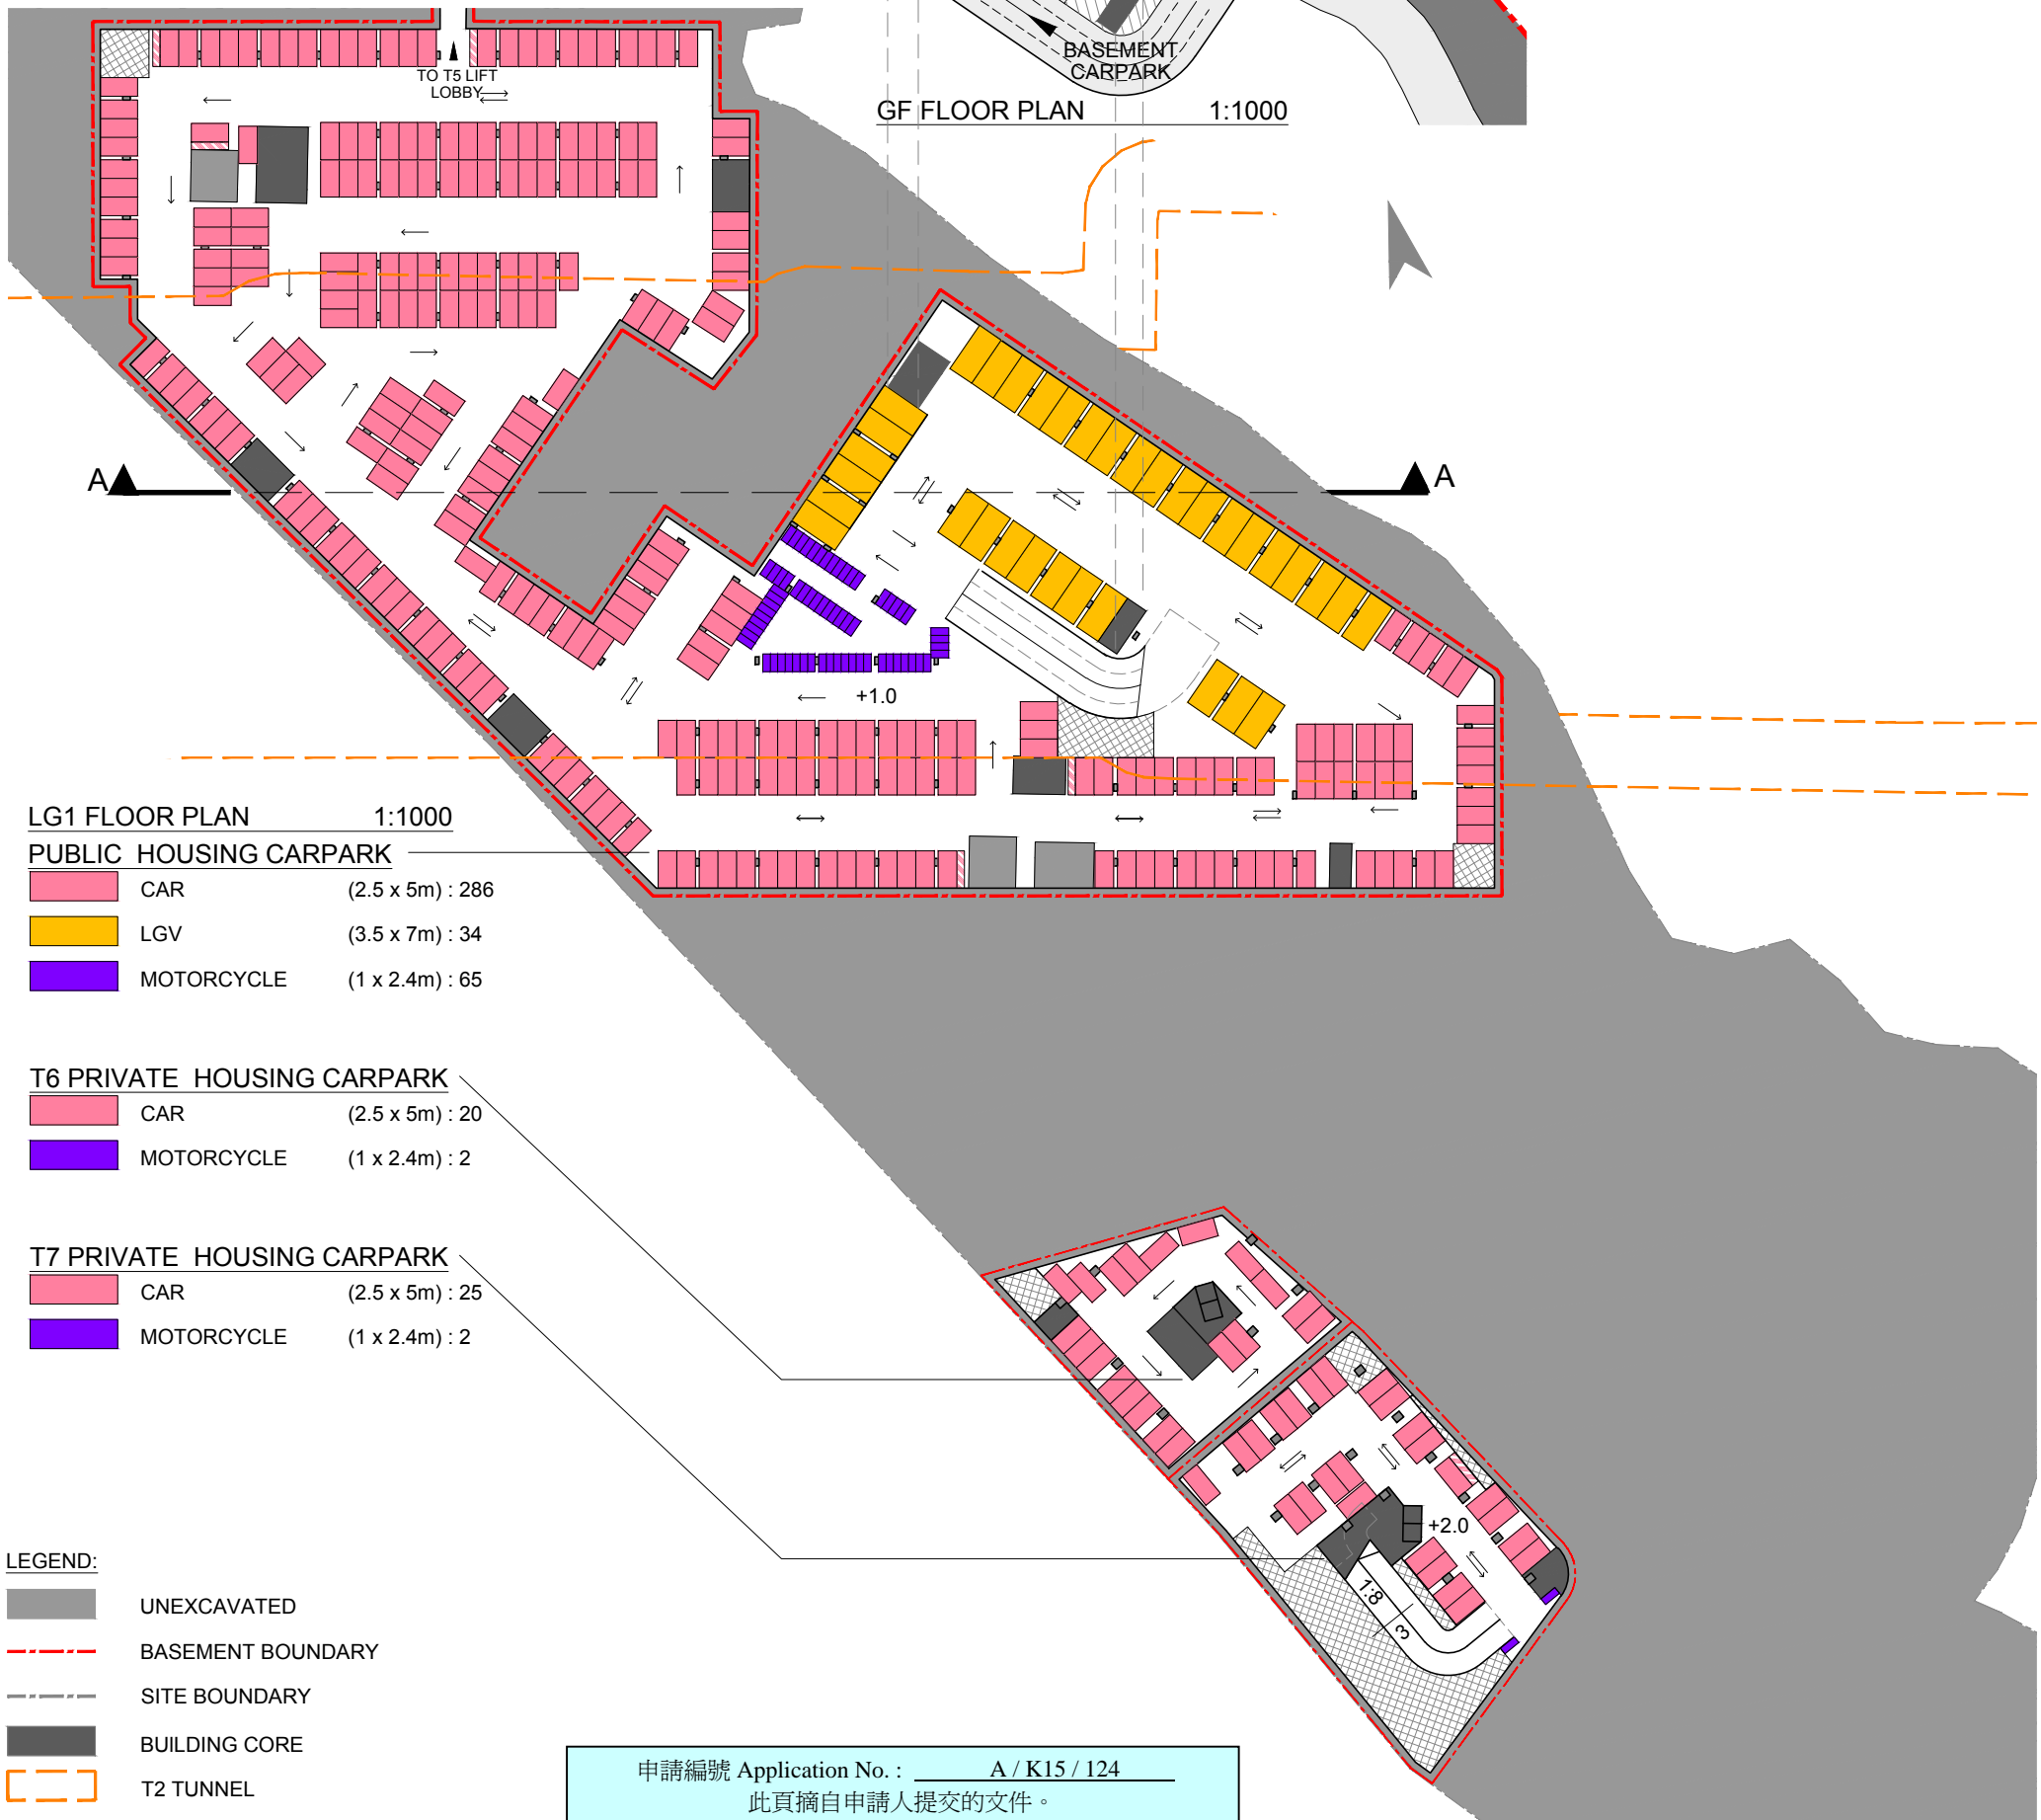 TO T5 LIFT
LOBBY
BASEMENT
CARPARK
GF FLOOR PLAN 1:1000
A A
+1.0
LG1 FLOOR PLAN 1:1000
PUBLIC HOUSING CARPARK
CAR (2.5 x 5m) : 286
LGV (3.5 x 7m) : 34
MOTORCYCLE (1 x 2.4m) : 65
T6 PRIVATE HOUSING CARPARK
CAR (2.5 x 5m) : 20
MOTORCYCLE (1 x 2.4m) : 2
T7 PRIVATE HOUSING CARPARK
CAR (2.5 x 5m) : 25
MOTORCYCLE (1 x 2.4m) : 2
+2.0
1:8
3
LEGEND:
UNEXCAVATED
BASEMENT BOUNDARY
SITE BOUNDARY
BUILDING CORE
T2 TUNNEL
申請編號 Application No. : A / K15 / 124
此頁摘自申請人提交的文件。